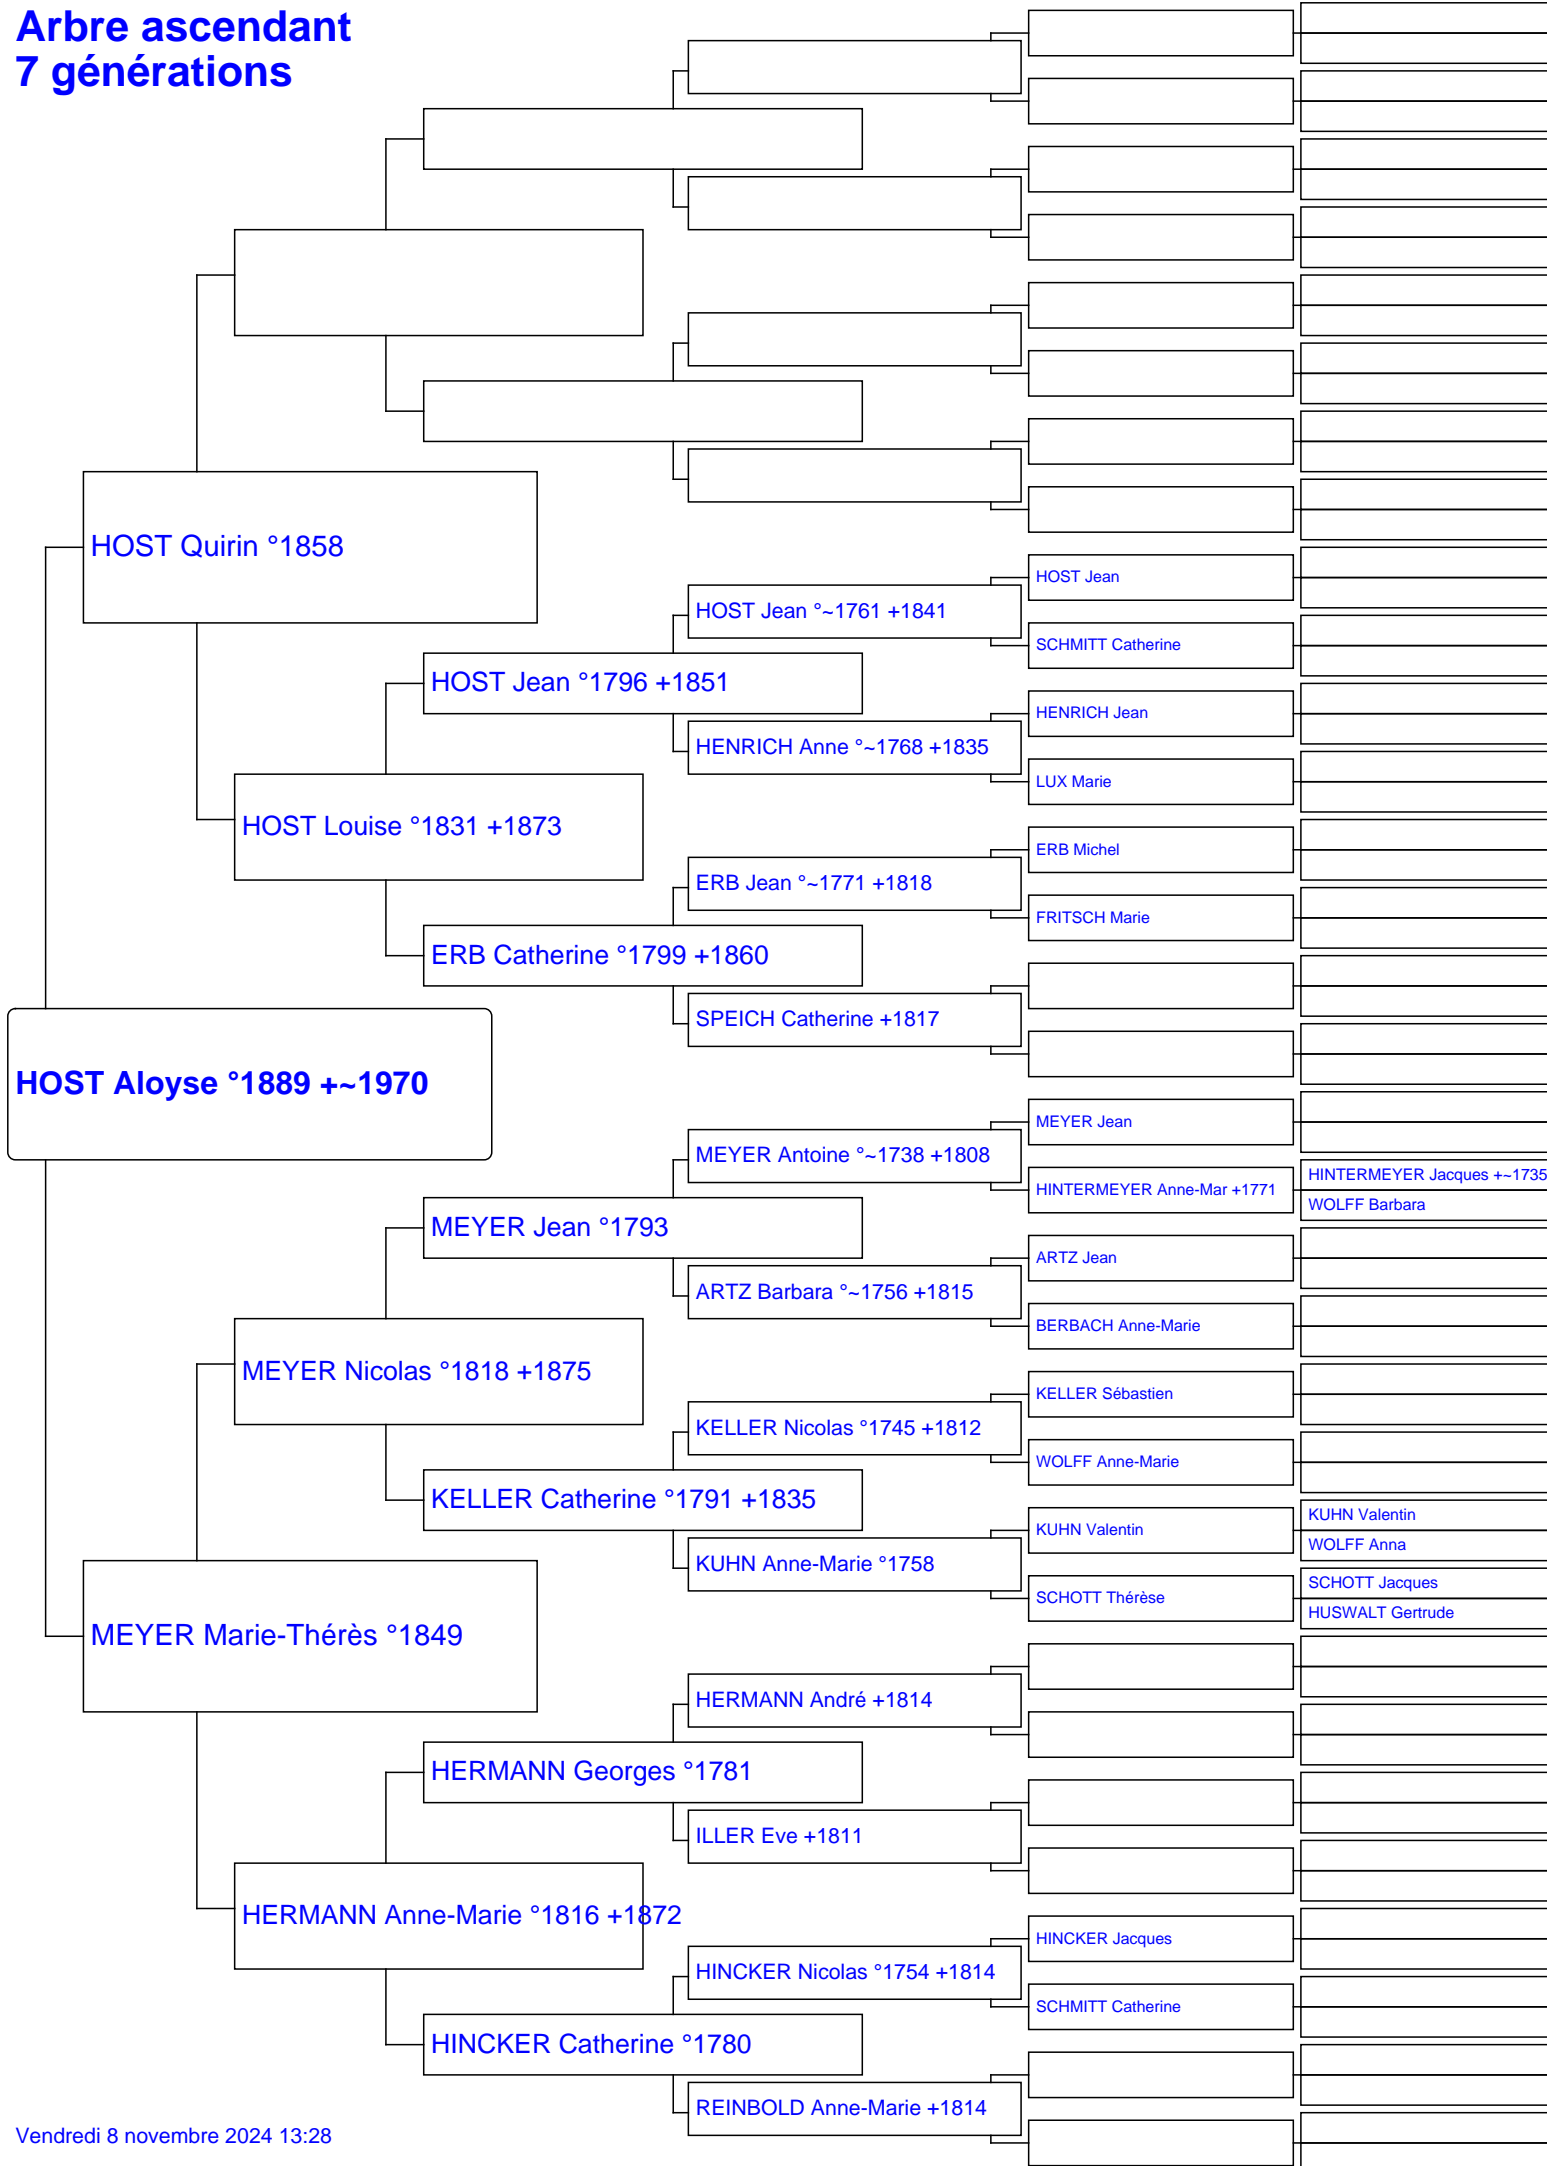 Arbre ascendant
7 générations
HOST Quirin °1858
HOST Jean
HOST Jean °~1761 +1841
SCHMITT Catherine
HOST Jean °1796 +1851
HENRICH Jean
HENRICH Anne °~1768 +1835
LUX Marie
HOST Louise °1831 +1873
ERB Michel
ERB Jean °~1771 +1818
FRITSCH Marie
ERB Catherine °1799 +1860
SPEICH Catherine +1817
HOST Aloyse °1889 +~1970
MEYER Jean
MEYER Antoine °~1738 +1808
HINTERMEYER Jacques +~1735
HINTERMEYER Anne-Mar +1771
WOLFF Barbara
MEYER Jean °1793
ARTZ Jean
ARTZ Barbara °~1756 +1815
BERBACH Anne-Marie
MEYER Nicolas °1818 +1875
KELLER Sébastien
KELLER Nicolas °1745 +1812
WOLFF Anne-Marie
KELLER Catherine °1791 +1835
KUHN Valentin
KUHN Valentin
WOLFF Anna
KUHN Anne-Marie °1758
SCHOTT Jacques
SCHOTT Thérèse
HUSWALT Gertrude
MEYER Marie-Thérès °1849
HERMANN André +1814
HERMANN Georges °1781
ILLER Eve +1811
HERMANN Anne-Marie °1816 +1872
HINCKER Jacques
HINCKER Nicolas °1754 +1814
SCHMITT Catherine
HINCKER Catherine °1780
REINBOLD Anne-Marie +1814
Vendredi 8 novembre 2024 13:28